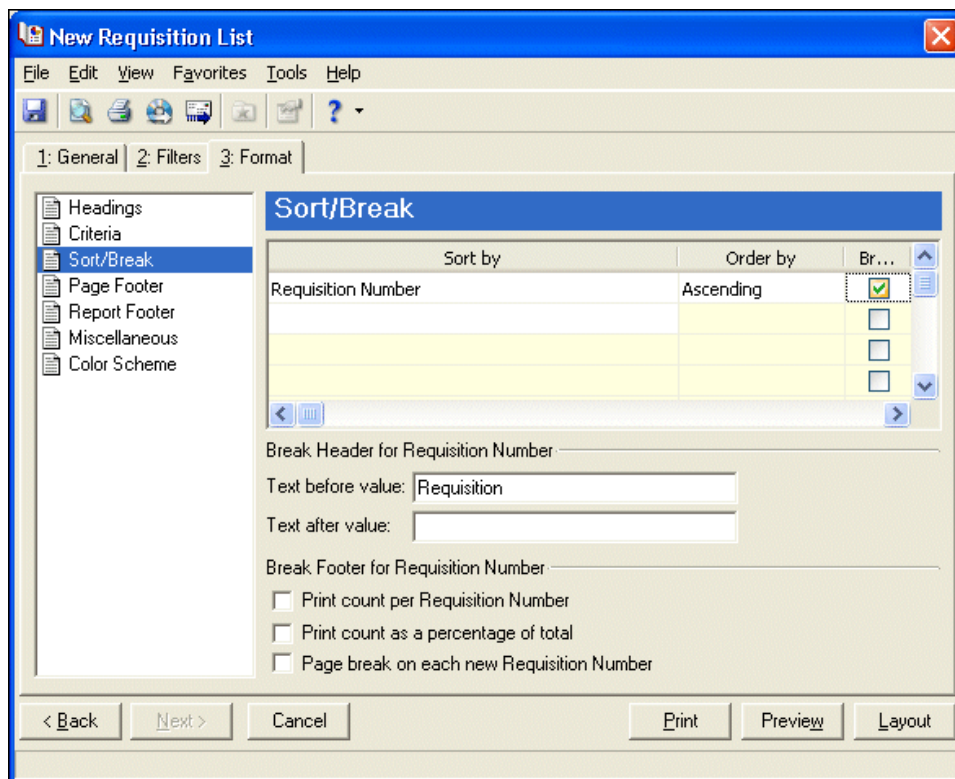 New Requisition List
File Edit View Favorites Tools Help
?
1: General 2: Filters 3: Format
Headings
Criteria
Sort/Break
Page Footer
Report Footer
Miscellaneous
Color Scheme
Sort/Break
Sort by Order by Br...
Requisition Number Ascending
Break Header for Requisition Number
Text before value: Requisition
Text after value:
Break Footer for Requisition Number
Print count per Requisition Number
Print count as a percentage of total
Page break on each new Requisition Number
< Back Next > Cancel Print Preview Layout